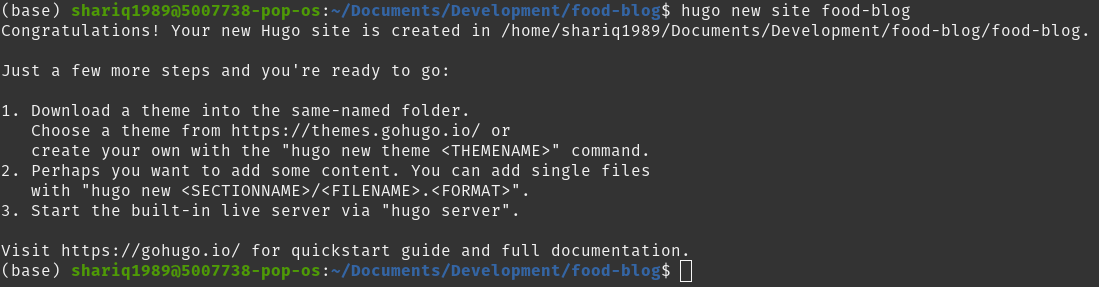 (base) shariq1989@5007738-pop-os:~/Documents/Development/food-blog$ hugo new site food-blog
Congratulations! Your new Hugo site is created in /home/shariq1989/Documents/Development/food-blog/food-blog.
Just a few more steps and you're ready to go:
1. Download a theme into the same-named folder.
   Choose a theme from https://themes.gohugo.io/ or
   create your own with the "hugo new theme <THEMENAME>" command.
2. Perhaps you want to add some content. You can add single files
   with "hugo new <SECTIONNAME>/<FILENAME>.<FORMAT>".
3. Start the built-in live server via "hugo server".
Visit https://gohugo.io/ for quickstart guide and full documentation.
(base) shariq1989@5007738-pop-os:~/Documents/Development/food-blog$